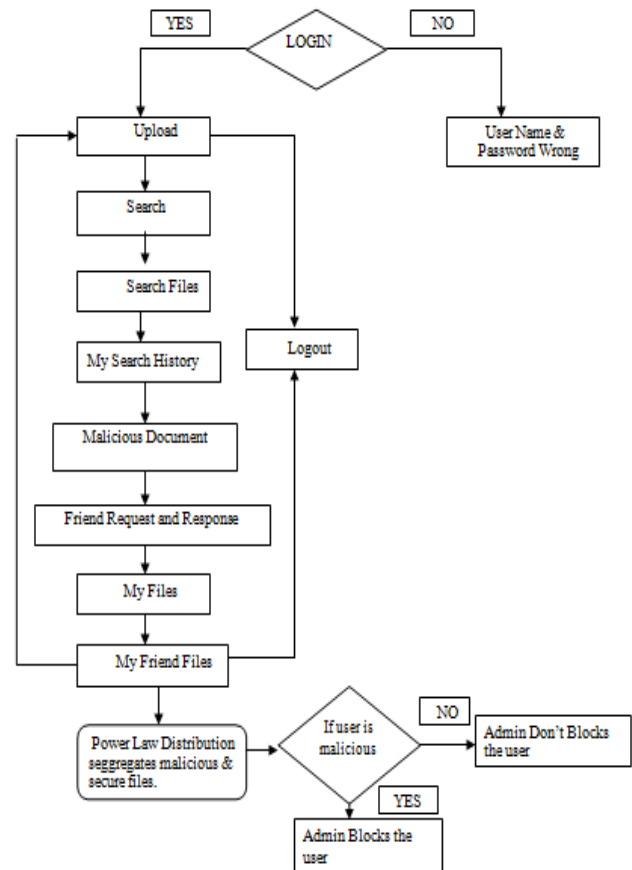 YES
LOGIN
NO
Upload
User Name &
Password Wrong
Search
Search Files
My Search History
Logout
Malicious Document
Friend Request and Response
My Files
My Friend Files
Power Law Distribution
seggregates malicious &
secure files.
If user is
malicious
NO
Admin Don't Blocks
the user
YES
Admin Blocks the
user